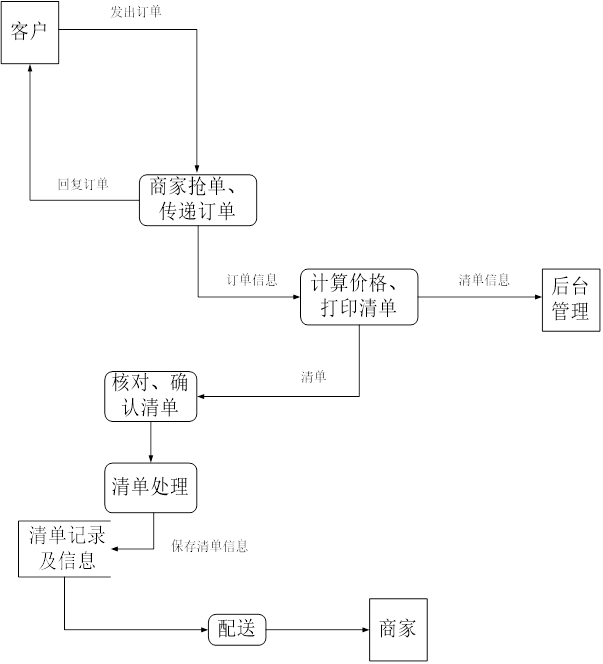 发出订单
客户
回复订单
商家抢单、
传递订单
订单信息
计算价格、
打印清单
清单信息
后台
管理
清单
核对、确
认清单
清单处理
清单记录
及信息
保存清单信息
配送
商家